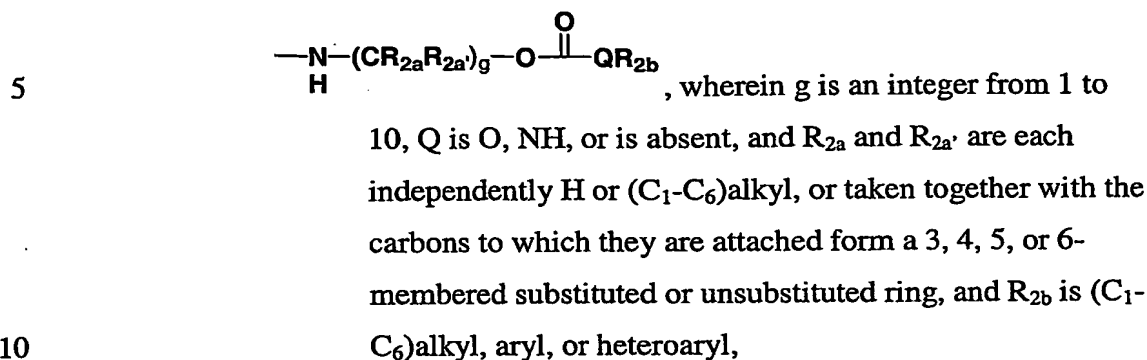 O
—N—(CR2aR2a')g—O—QR2b
H
5 , wherein g is an integer from 1 to
10, Q is O, NH, or is absent, and R2a and R2a' are each
independently H or (C1-C6)alkyl, or taken together with the
carbons to which they are attached form a 3, 4, 5, or 6-
membered substituted or unsubstituted ring, and R2b is (C1-
10 C6)alkyl, aryl, or heteroaryl,